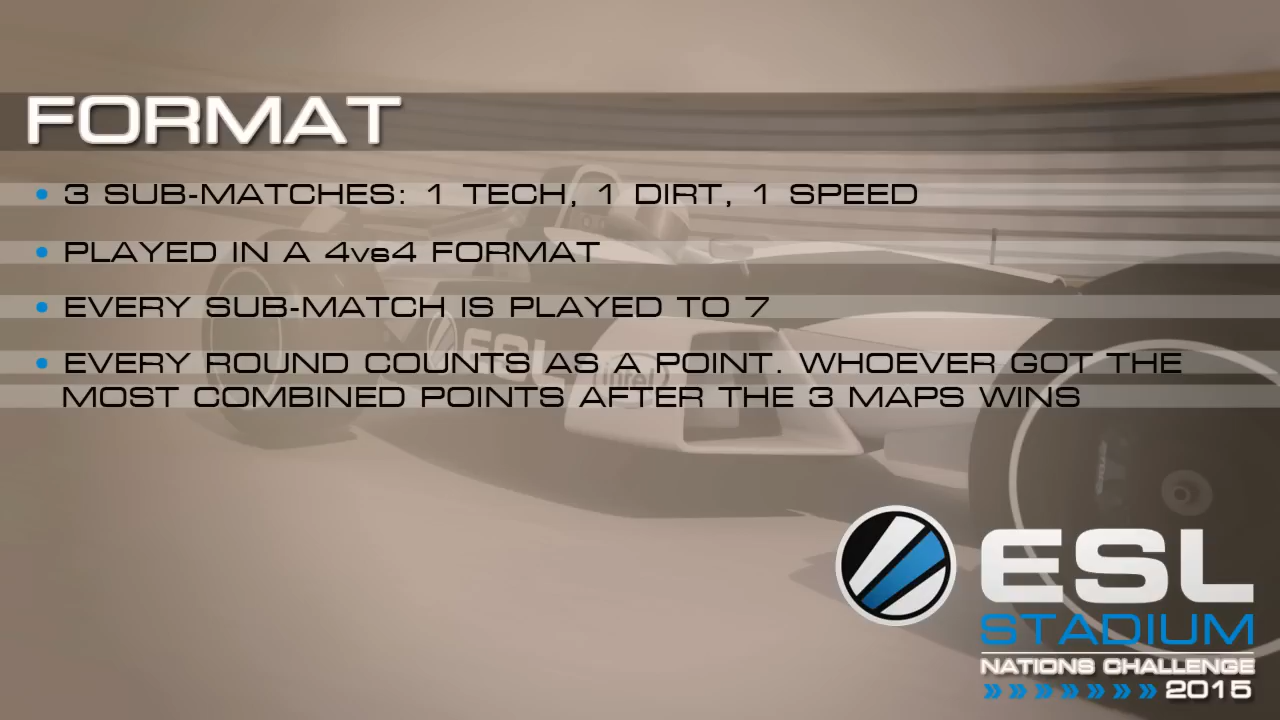 FORMAT
• 3 SUB-MATCHES: 1 TECH, 1 DIRT, 1 SPEED
• PLAYED IN A 4vs4 FORMAT
• EVERY SUB-MATCH IS PLAYED TO 7
• EVERY ROUND COUNTS AS A POINT. WHOEVER GOT THE
MOST COMBINED POINTS AFTER THE 3 MAPS WINS
ESL
intel
ESL
STADIUM
NATIONS CHALLENGE
»»»»»»» 2015